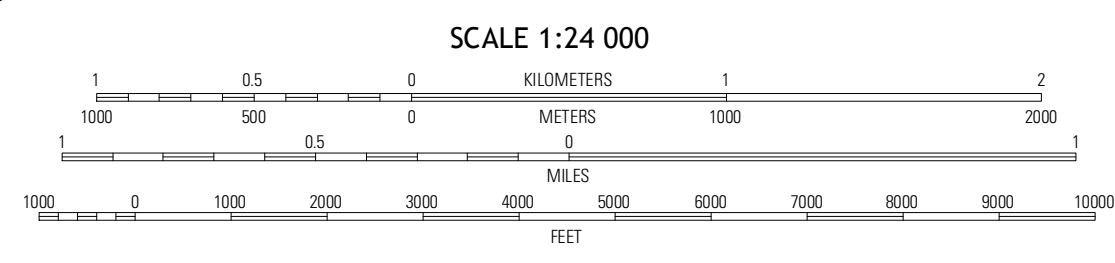 SCALE 1:24 000
1 0.5 0 KILOMETERS 1 2
1000 500 0 METERS 1000 2000
1 0.5 0 1
MILES
1000 0 1000 2000 3000 4000 5000 6000 7000 8000 9000 10000
FEET